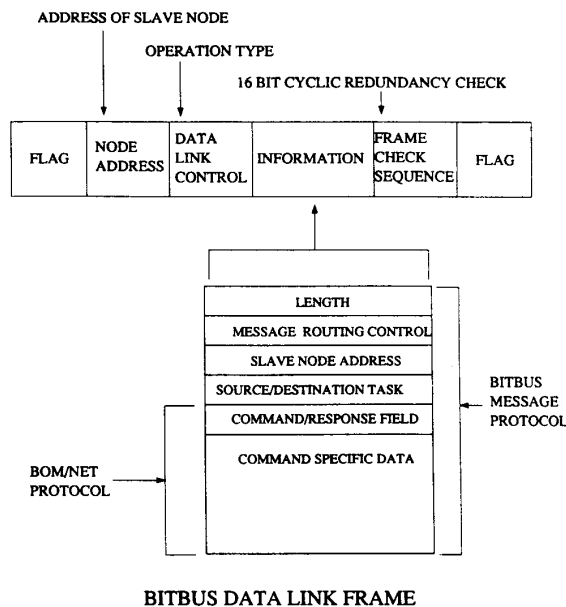 ADDRESS OF SLAVE NODE
OPERATION TYPE
16 BIT CYCLIC REDUNDANCY CHECK
FLAG
NODE
ADDRESS
DATA
LINK
CONTROL
INFORMATION
FRAME
CHECK
SEQUENCE
FLAG
LENGTH
MESSAGE ROUTING CONTROL
SLAVE NODE ADDRESS
SOURCE/DESTINATION TASK
COMMAND/RESPONSE FIELD
COMMAND SPECIFIC DATA
BITBUS
MESSAGE
PROTOCOL
BOM/NET
PROTOCOL
BITBUS DATA LINK FRAME